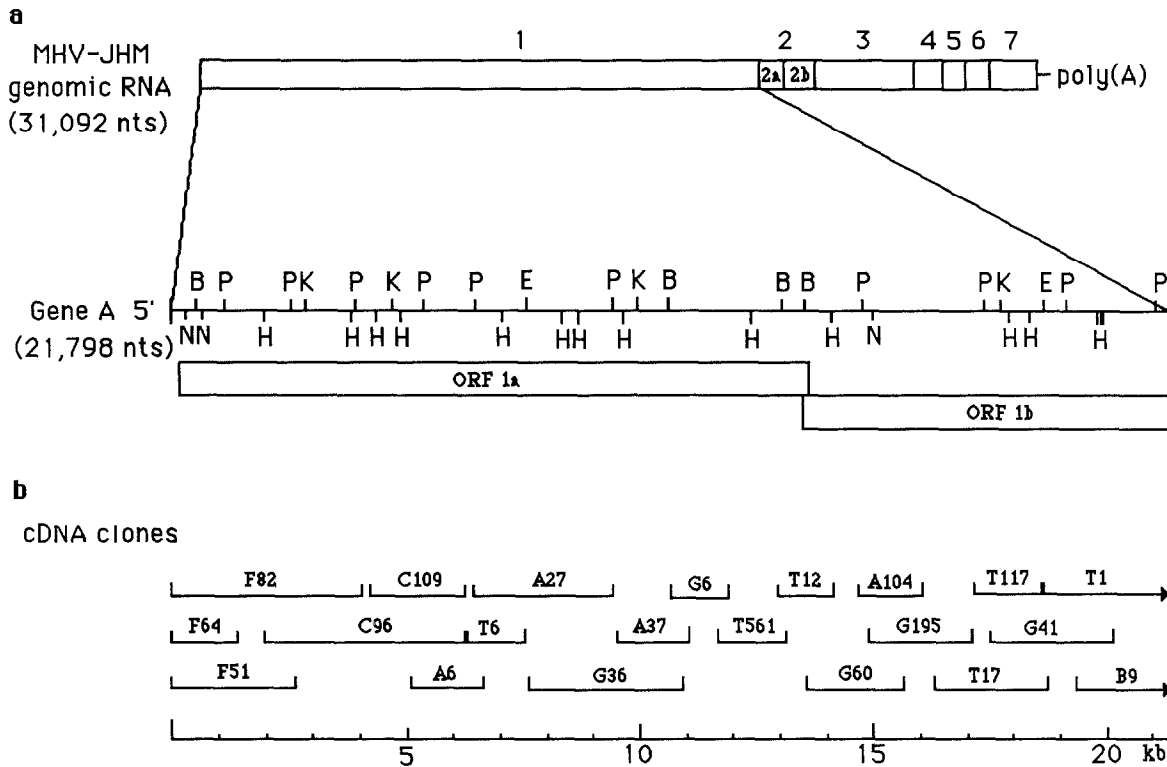 a
1 2 3 4 5 6 7
MHV-JHM
genomic RNA
(31,092 nts)
2a 2b
poly(A)
B P P K P K P P E P K B B B P P K E P P
Gene A 5'
(21,798 nts)
N N H H H H H H H H H H N H H H
ORF 1a
ORF 1b
b
cDNA clones
F82 C109 A27 G6 T12 A104 T117 T1
F64 C96 T6 A37 T561 G195 G41
F51 A6 G36 G60 T17 B9
5 10 15 20 kb